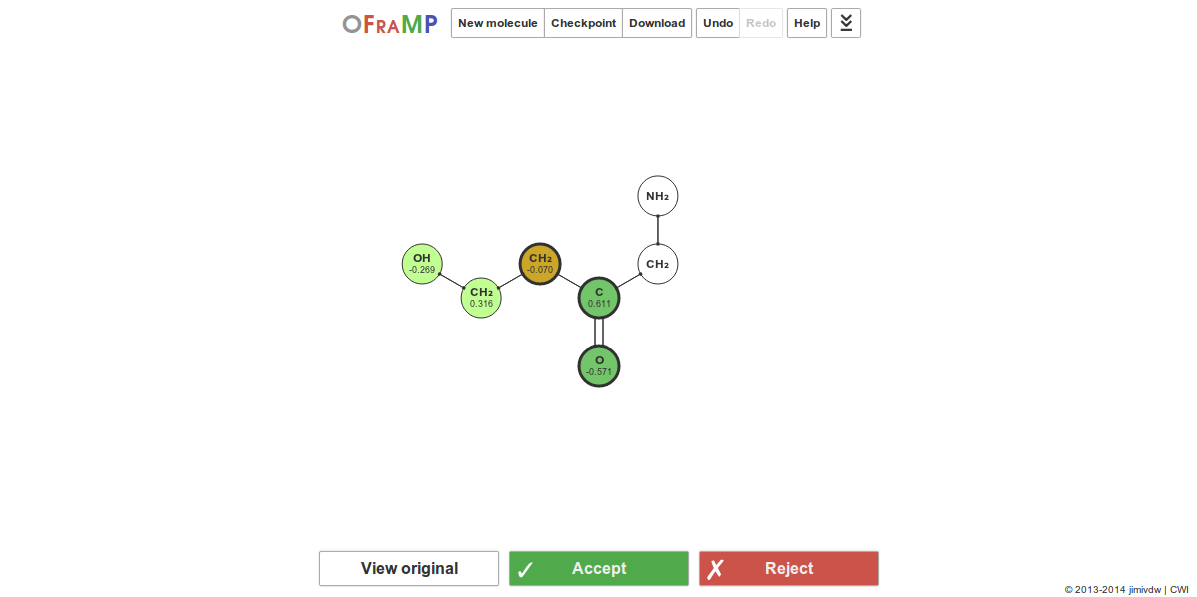 OFRAMP
New molecule Checkpoint Download Undo Redo Help
NH₂
OH
-0.269
CH₂
-0.070
CH₂
CH₂
0.316
C
0.611
O
-0.571
View original ✓ Accept ✗ Reject
© 2013-2014 jimivdw | CWI